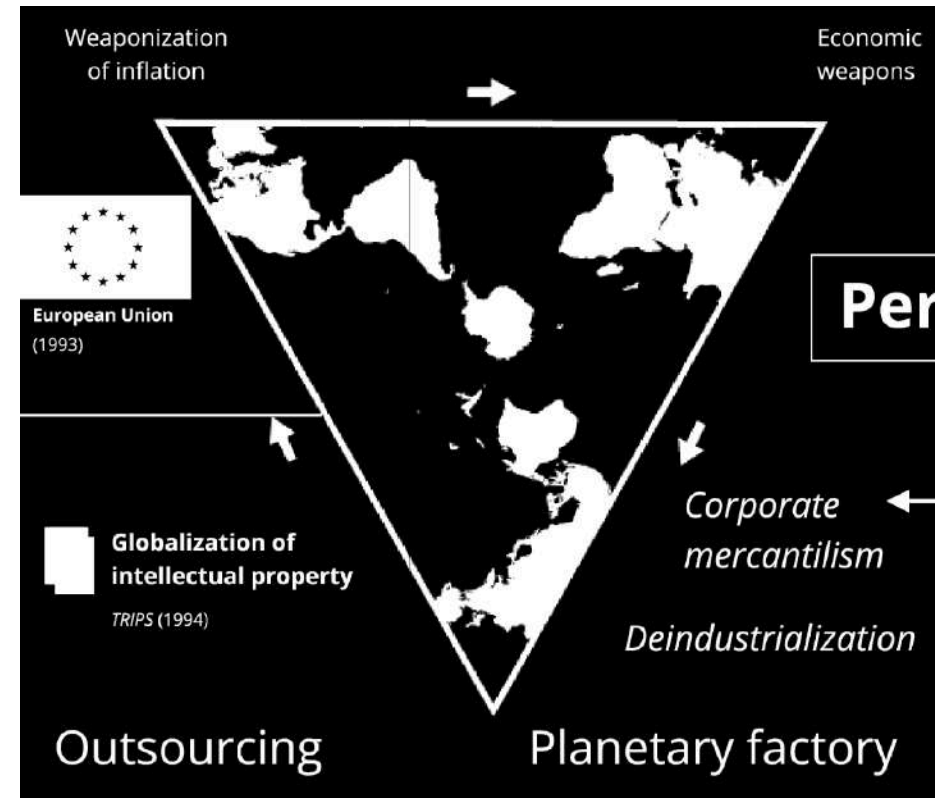 Weaponization
of inflation
Economic
weapons
European Union
(1993)
Corporate
mercantilism
Globalization of
intellectual property
TRIPS (1994)
Deindustrialization
Outsourcing
Planetary factory